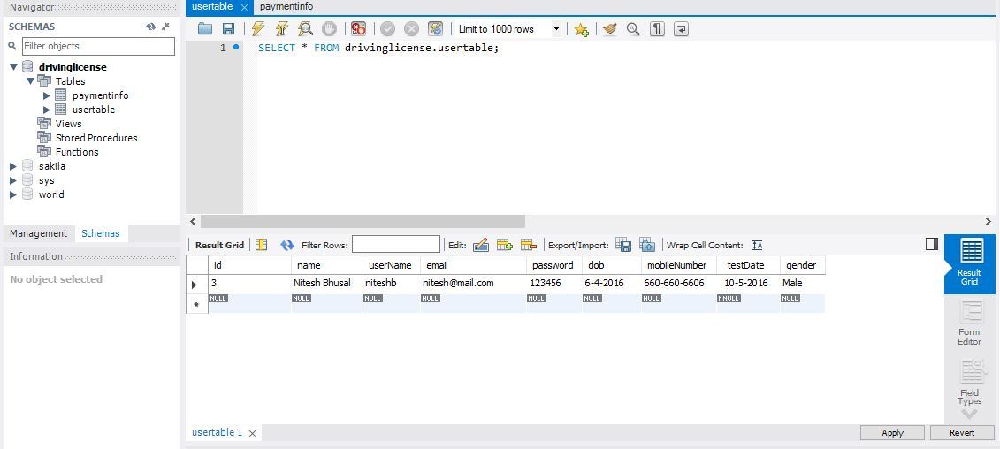 Navigator
SCHEMAS
Filter objects
drivinglicense
Tables
paymentinfo
usertable
Views
Stored Procedures
Functions
sakila
sys
world
Management Schemas
Information
No object selected
usertable paymentinfo
Limit to 1000 rows
1 SELECT * FROM drivinglicense.usertable;
Result Grid Filter Rows: Edit: Export/Import: Wrap Cell Content:
id name userName email password dob mobileNumber testDate gender
3 Nitesh Bhusal niteshb nitesh@mail.com 123456 6-4-2016 660-660-6606 10-5-2016 Male
NULL NULL NULL NULL NULL NULL NULL NULL NULL
Result
Grid
Form
Editor
Field
Types
usertable 1
Apply Revert